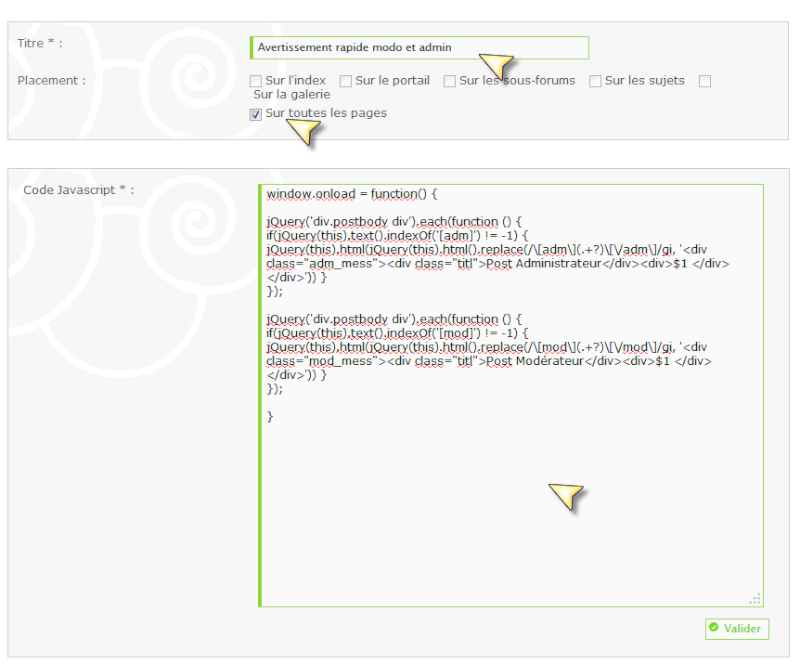 Titre * :
Avertissement rapide modo et admin
Placement :
Sur l'index Sur le portail Sur les sous-forums Sur les sujets
Sur la galerie
Sur toutes les pages
Code Javascript * :
window.onload = function() {
jQuery('div.postbody div').each(function () {
if(jQuery(this).text().indexOf('[adm]') != -1) {
jQuery(this).html(jQuery(this).html().replace(/\[adm\](.+?)\[\/adm\]/gi, '<div
class="adm_mess"><div class="titl">Post Administrateur</div><div>$1 </div>
</div>')) }
});
jQuery('div.postbody div').each(function () {
if(jQuery(this).text().indexOf('[mod]') != -1) {
jQuery(this).html(jQuery(this).html().replace(/\[mod\](.+?)\[\/mod\]/gi, '<div
class="mod_mess"><div class="titl">Post Modérateur</div><div>$1 </div>
</div>')) }
});
}
Valider